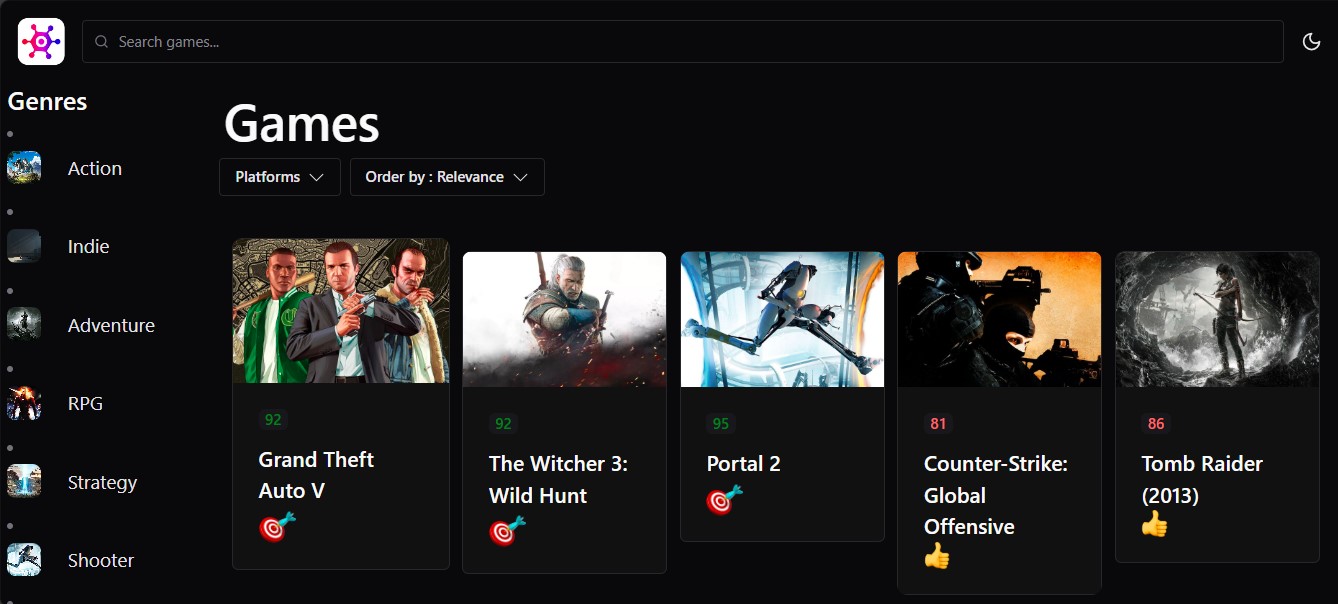 Search games...
Genres
Action
Indie
Adventure
RPG
Strategy
Shooter
Games
Platforms
Order by : Relevance
92
Grand Theft
Auto V
92
The Witcher 3:
Wild Hunt
95
Portal 2
81
Counter-Strike:
Global
Offensive
86
Tomb Raider
(2013)